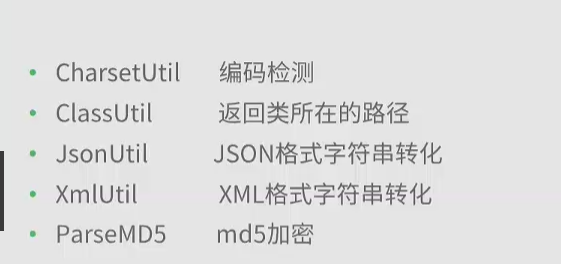 CharsetUtil 编码检测
ClassUtil 返回类所在的路径
JsonUtil JSON格式字符串转化
XmlUtil XML格式字符串转化
ParseMD5 md5加密